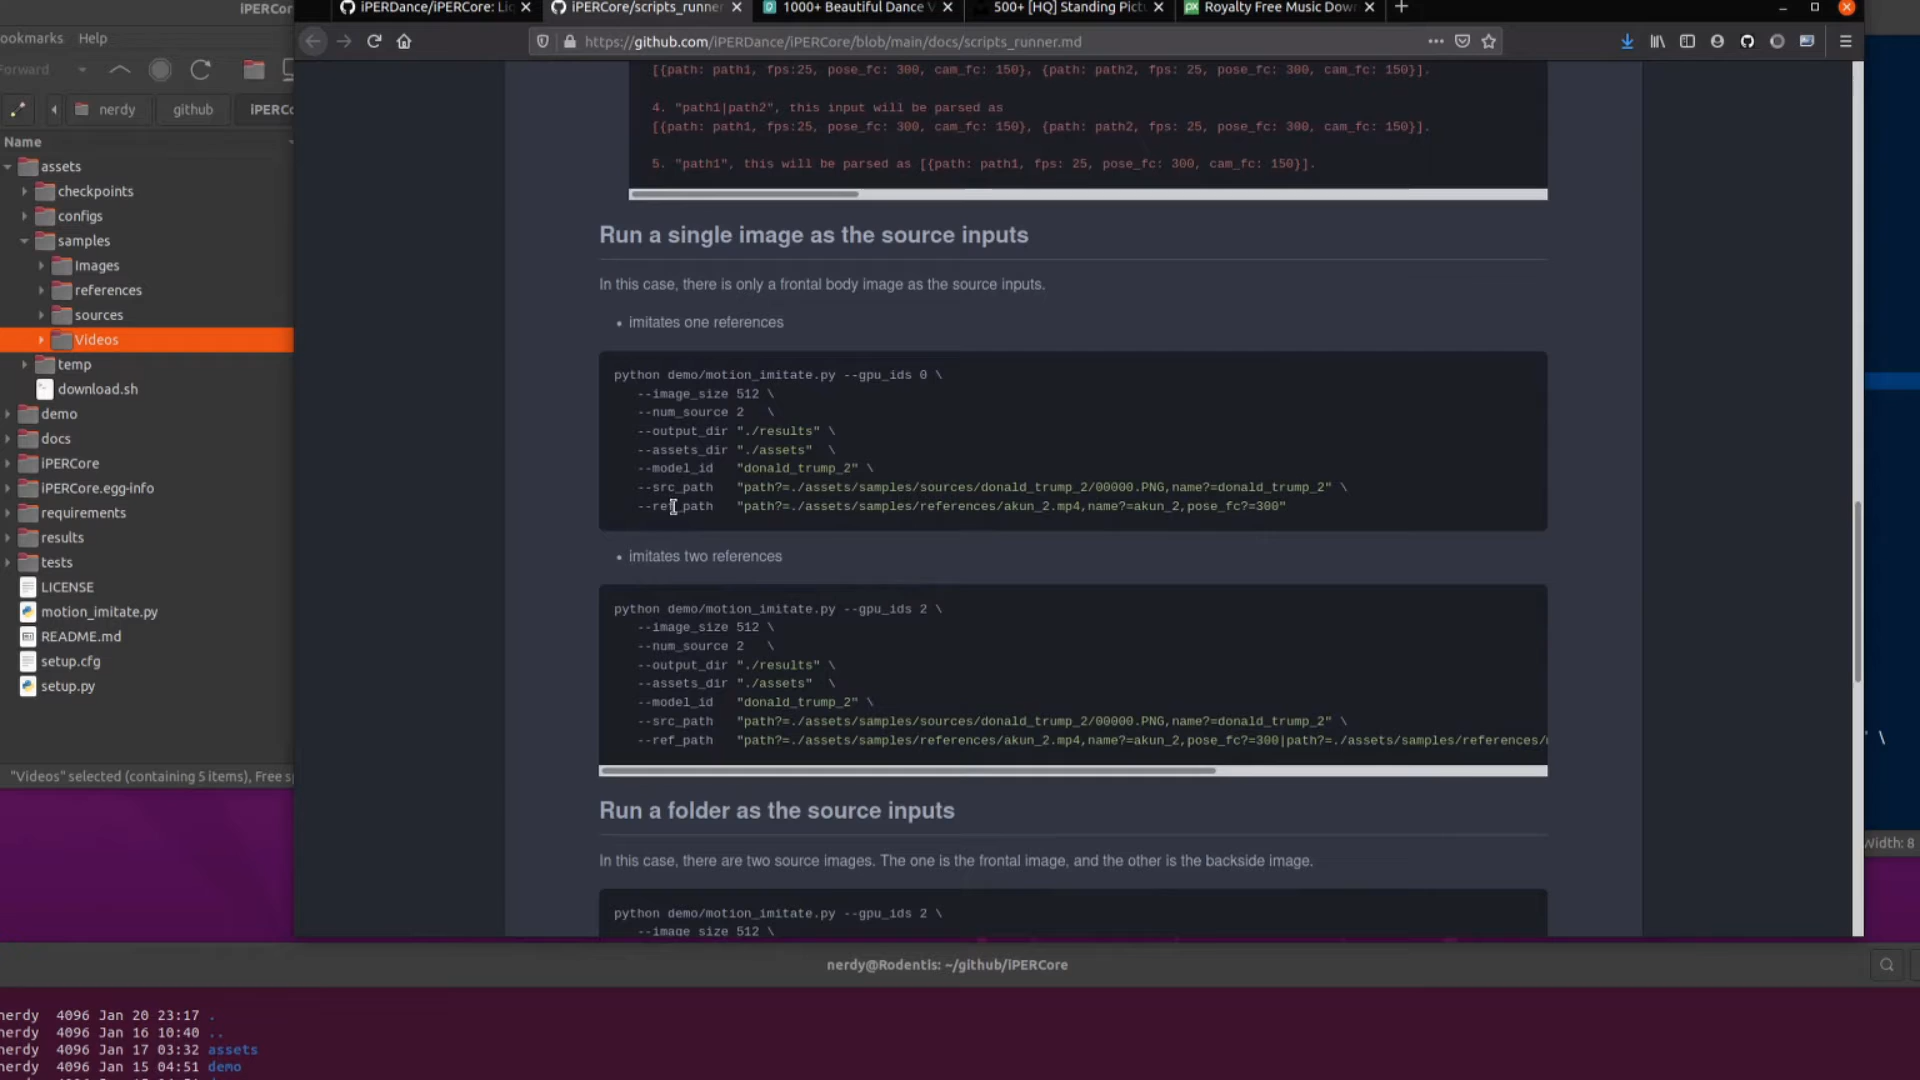 iPERCor
ookmarks Help
Forward
nerdy github iPERCo
Name
assets
checkpoints
configs
samples
Images
references
sources
Videos
temp
download.sh
demo
docs
iPERCore
iPERCore.egg-info
requirements
results
tests
LICENSE
motion_imitate.py
README.md
setup.cfg
setup.py
"Videos" selected (containing 5 items), Free s
iPERDance/iPERCore: Li
iPERCore/scripts_runner
1000+ Beautiful Dance V
500+ [HQ] Standing Pict
Royalty Free Music Dow
https://github.com/iPERDance/iPERCore/blob/main/docs/scripts_runner.md
[{path: path1, fps:25, pose_fc: 300, cam_fc: 150}, {path: path2, fps: 25, pose_fc: 300, cam_fc: 150}].
4. "path1|path2", this input will be parsed as
[{path: path1, fps:25, pose_fc: 300, cam_fc: 150}, {path: path2, fps: 25, pose_fc: 300, cam_fc: 150}].
5. "path1", this will be parsed as [{path: path1, fps: 25, pose_fc: 300, cam_fc: 150}].
Run a single image as the source inputs
In this case, there is only a frontal body image as the source inputs.
• imitates one references
python demo/motion_imitate.py --gpu_ids 0 \
--image_size 512 \
--num_source 2 \
--output_dir "./results" \
--assets_dir "./assets" \
--model_id "donald_trump_2" \
--src_path "path?=./assets/samples/sources/donald_trump_2/00000.PNG,name?=donald_trump_2" \
--ref_path "path?=./assets/samples/references/akun_2.mp4,name?=akun_2,pose_fc?=300"
• imitates two references
python demo/motion_imitate.py --gpu_ids 2 \
--image_size 512 \
--num_source 2 \
--output_dir "./results" \
--assets_dir "./assets" \
--model_id "donald_trump_2" \
--src_path "path?=./assets/samples/sources/donald_trump_2/00000.PNG,name?=donald_trump_2" \
--ref_path "path?=./assets/samples/references/akun_2.mp4,name?=akun_2,pose_fc?=300|path?=./assets/samples/references/
Run a folder as the source inputs
In this case, there are two source images. The one is the frontal image, and the other is the backside image.
python demo/motion_imitate.py --gpu_ids 2 \
--image_size 512 \
' \
Width: 8
nerdy@Rodentis: ~/github/iPERCore
nerdy 4096 Jan 20 23:17 .
nerdy 4096 Jan 16 10:40 ..
nerdy 4096 Jan 17 03:32 assets
nerdy 4096 Jan 15 04:51 demo